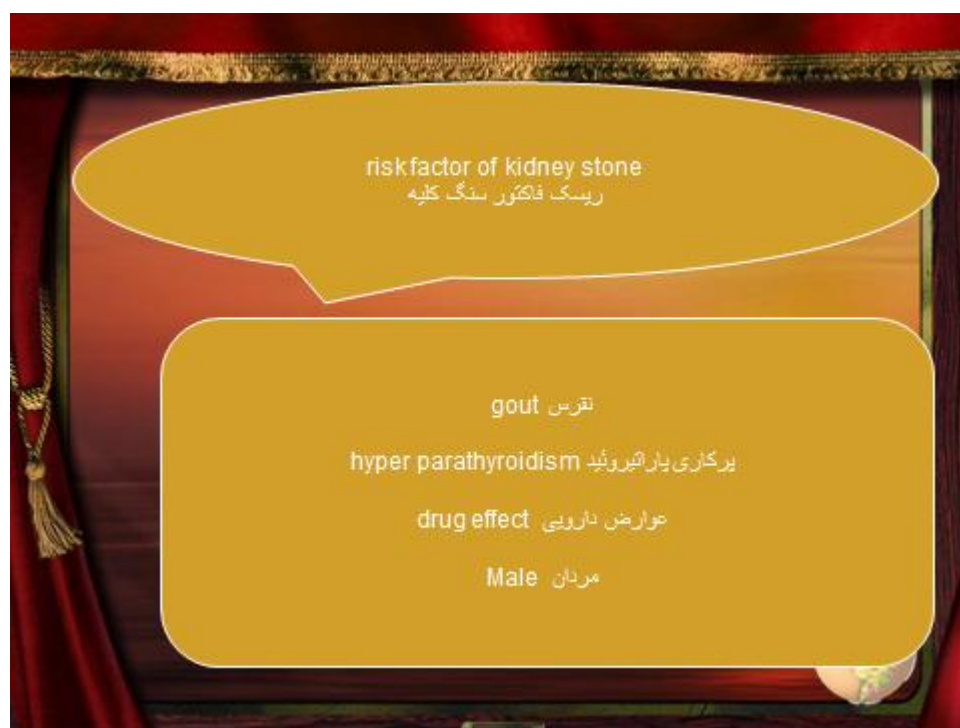 risk factor of kidney stone
ریسک فاکتور سنگ کلیه
gout نقرس
hyper parathyroidism پرکاری پاراتیروئید
drug effect عوارض دارویی
Male مردان